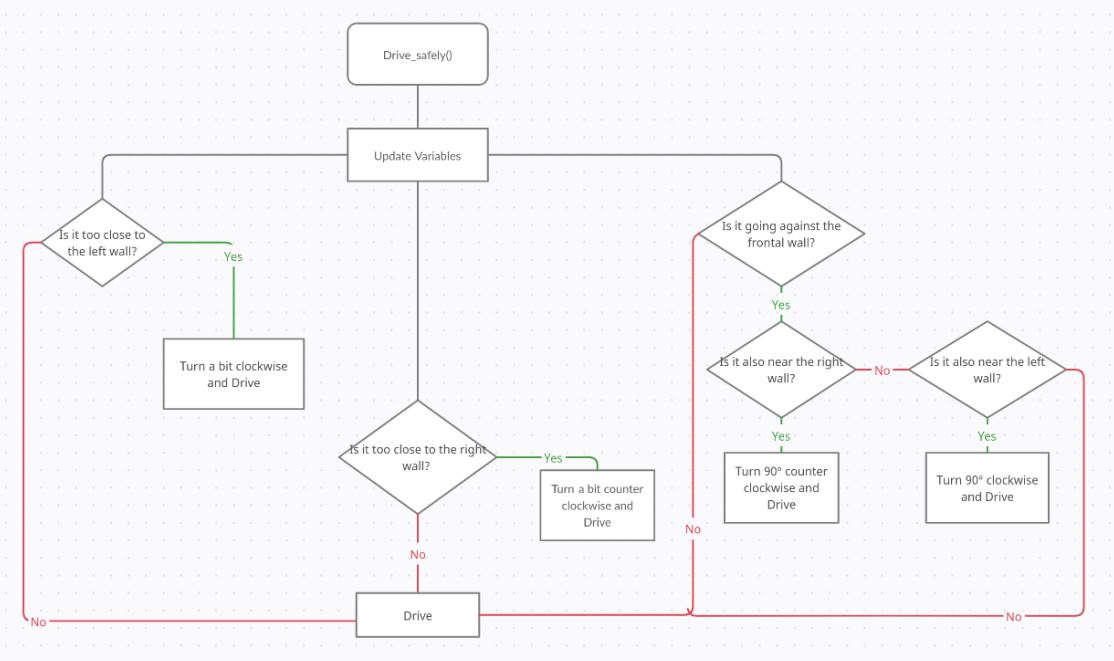 Drive_safely()
Update Variables
Is it too close to
the left wall?
Yes
Turn a bit clockwise
and Drive
No
Is it too close to the right
wall?
Yes
Turn a bit counter
clockwise and
Drive
No
Drive
Is it going against the
frontal wall?
No
Yes
Is it also near the right
wall?
No
Yes
Turn 90° counter
clockwise and
Drive
Is it also near the left
wall?
Yes
Turn 90° clockwise
and Drive
No